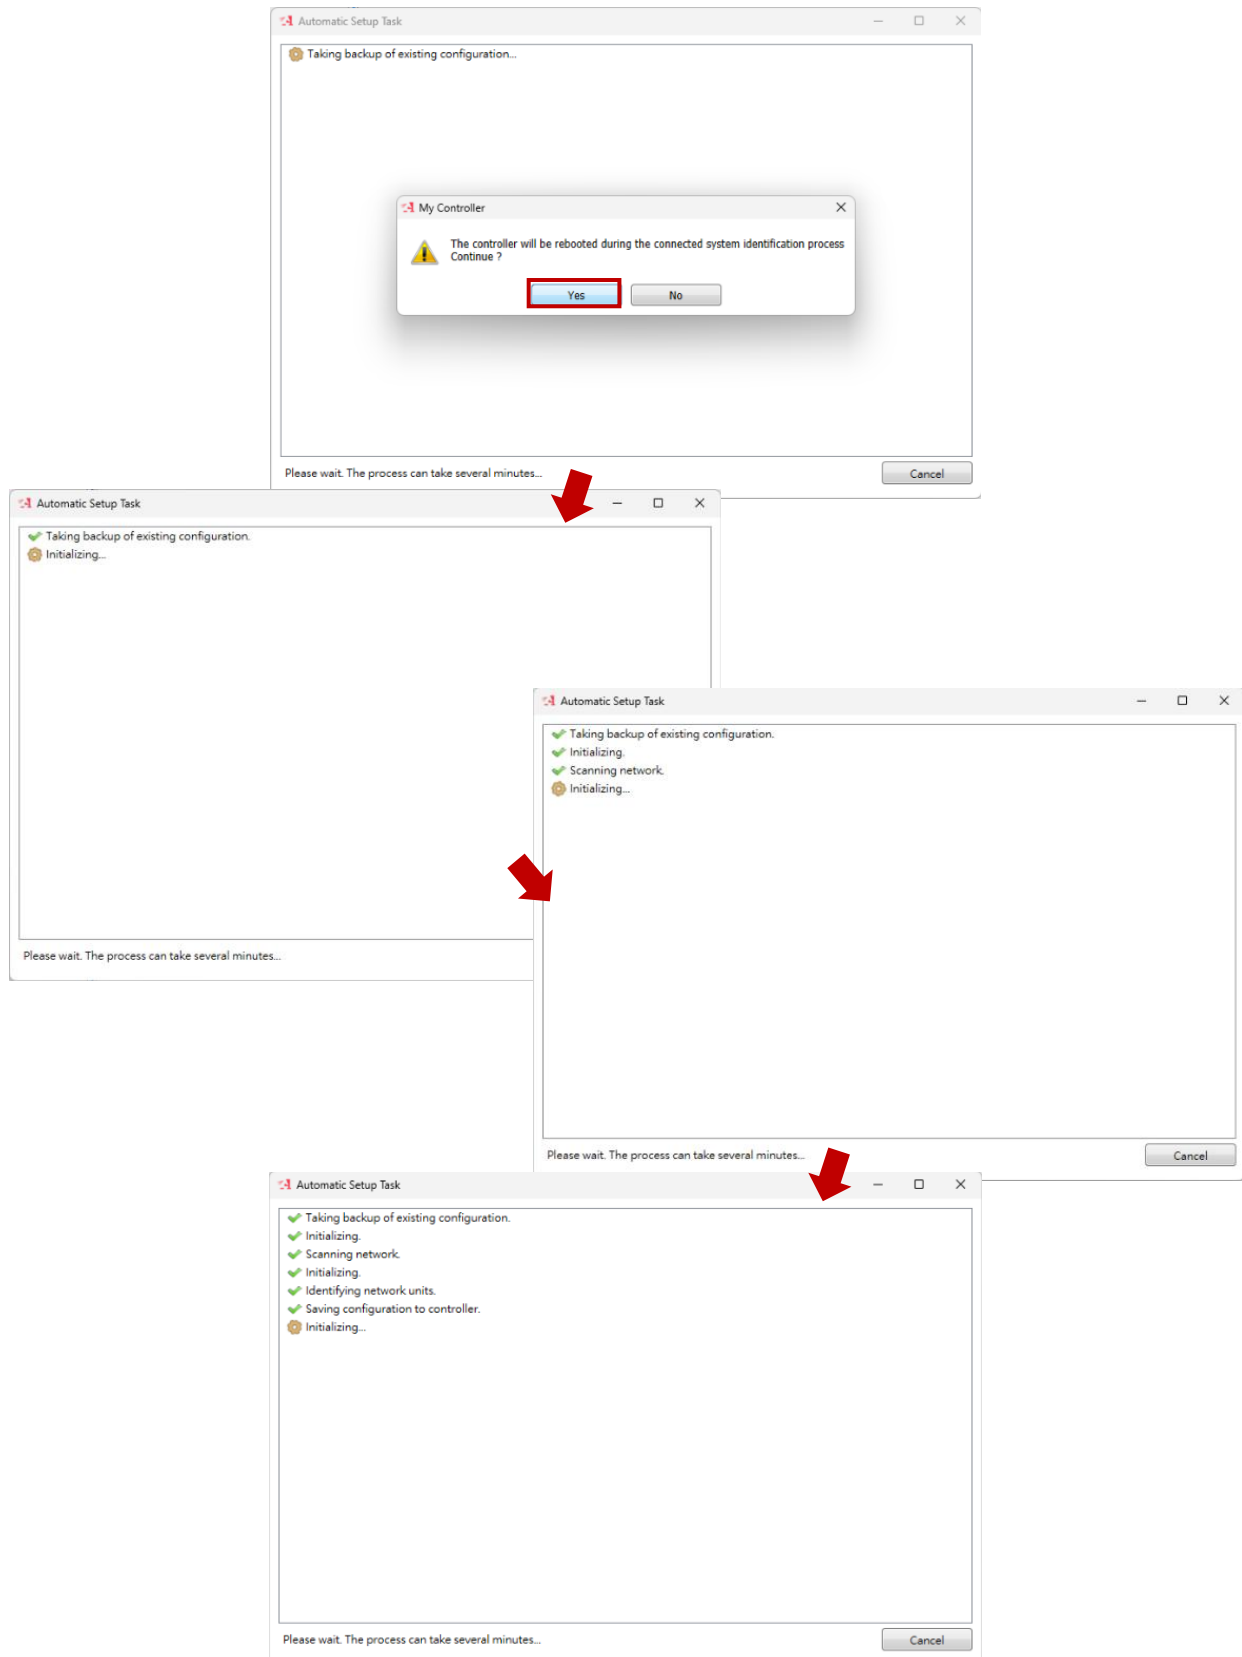 Automatic Setup Task
Taking backup of existing configuration...
My Controller
The controller will be rebooted during the connected system identification process
Continue ?
Yes
No
Please wait. The process can take several minutes...
Cancel
Automatic Setup Task
Taking backup of existing configuration.
Initializing...
Please wait. The process can take several minutes...
Automatic Setup Task
Taking backup of existing configuration.
Initializing.
Scanning network.
Initializing...
Please wait. The process can take several minutes...
Cancel
Automatic Setup Task
Taking backup of existing configuration.
Initializing.
Scanning network.
Initializing.
Identifying network units.
Saving configuration to controller.
Initializing...
Please wait. The process can take several minutes...
Cancel